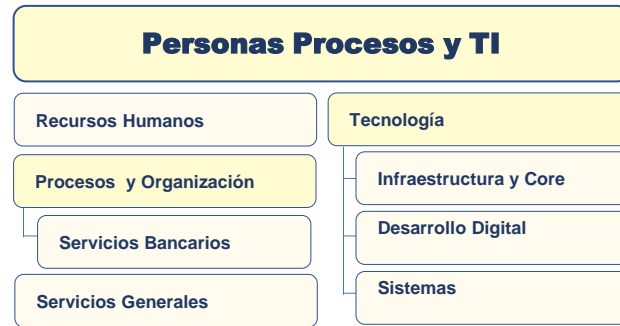 Personas Procesos y TI
Recursos Humanos
Procesos y Organización
Servicios Bancarios
Servicios Generales
Tecnología
Infraestructura y Core
Desarrollo Digital
Sistemas